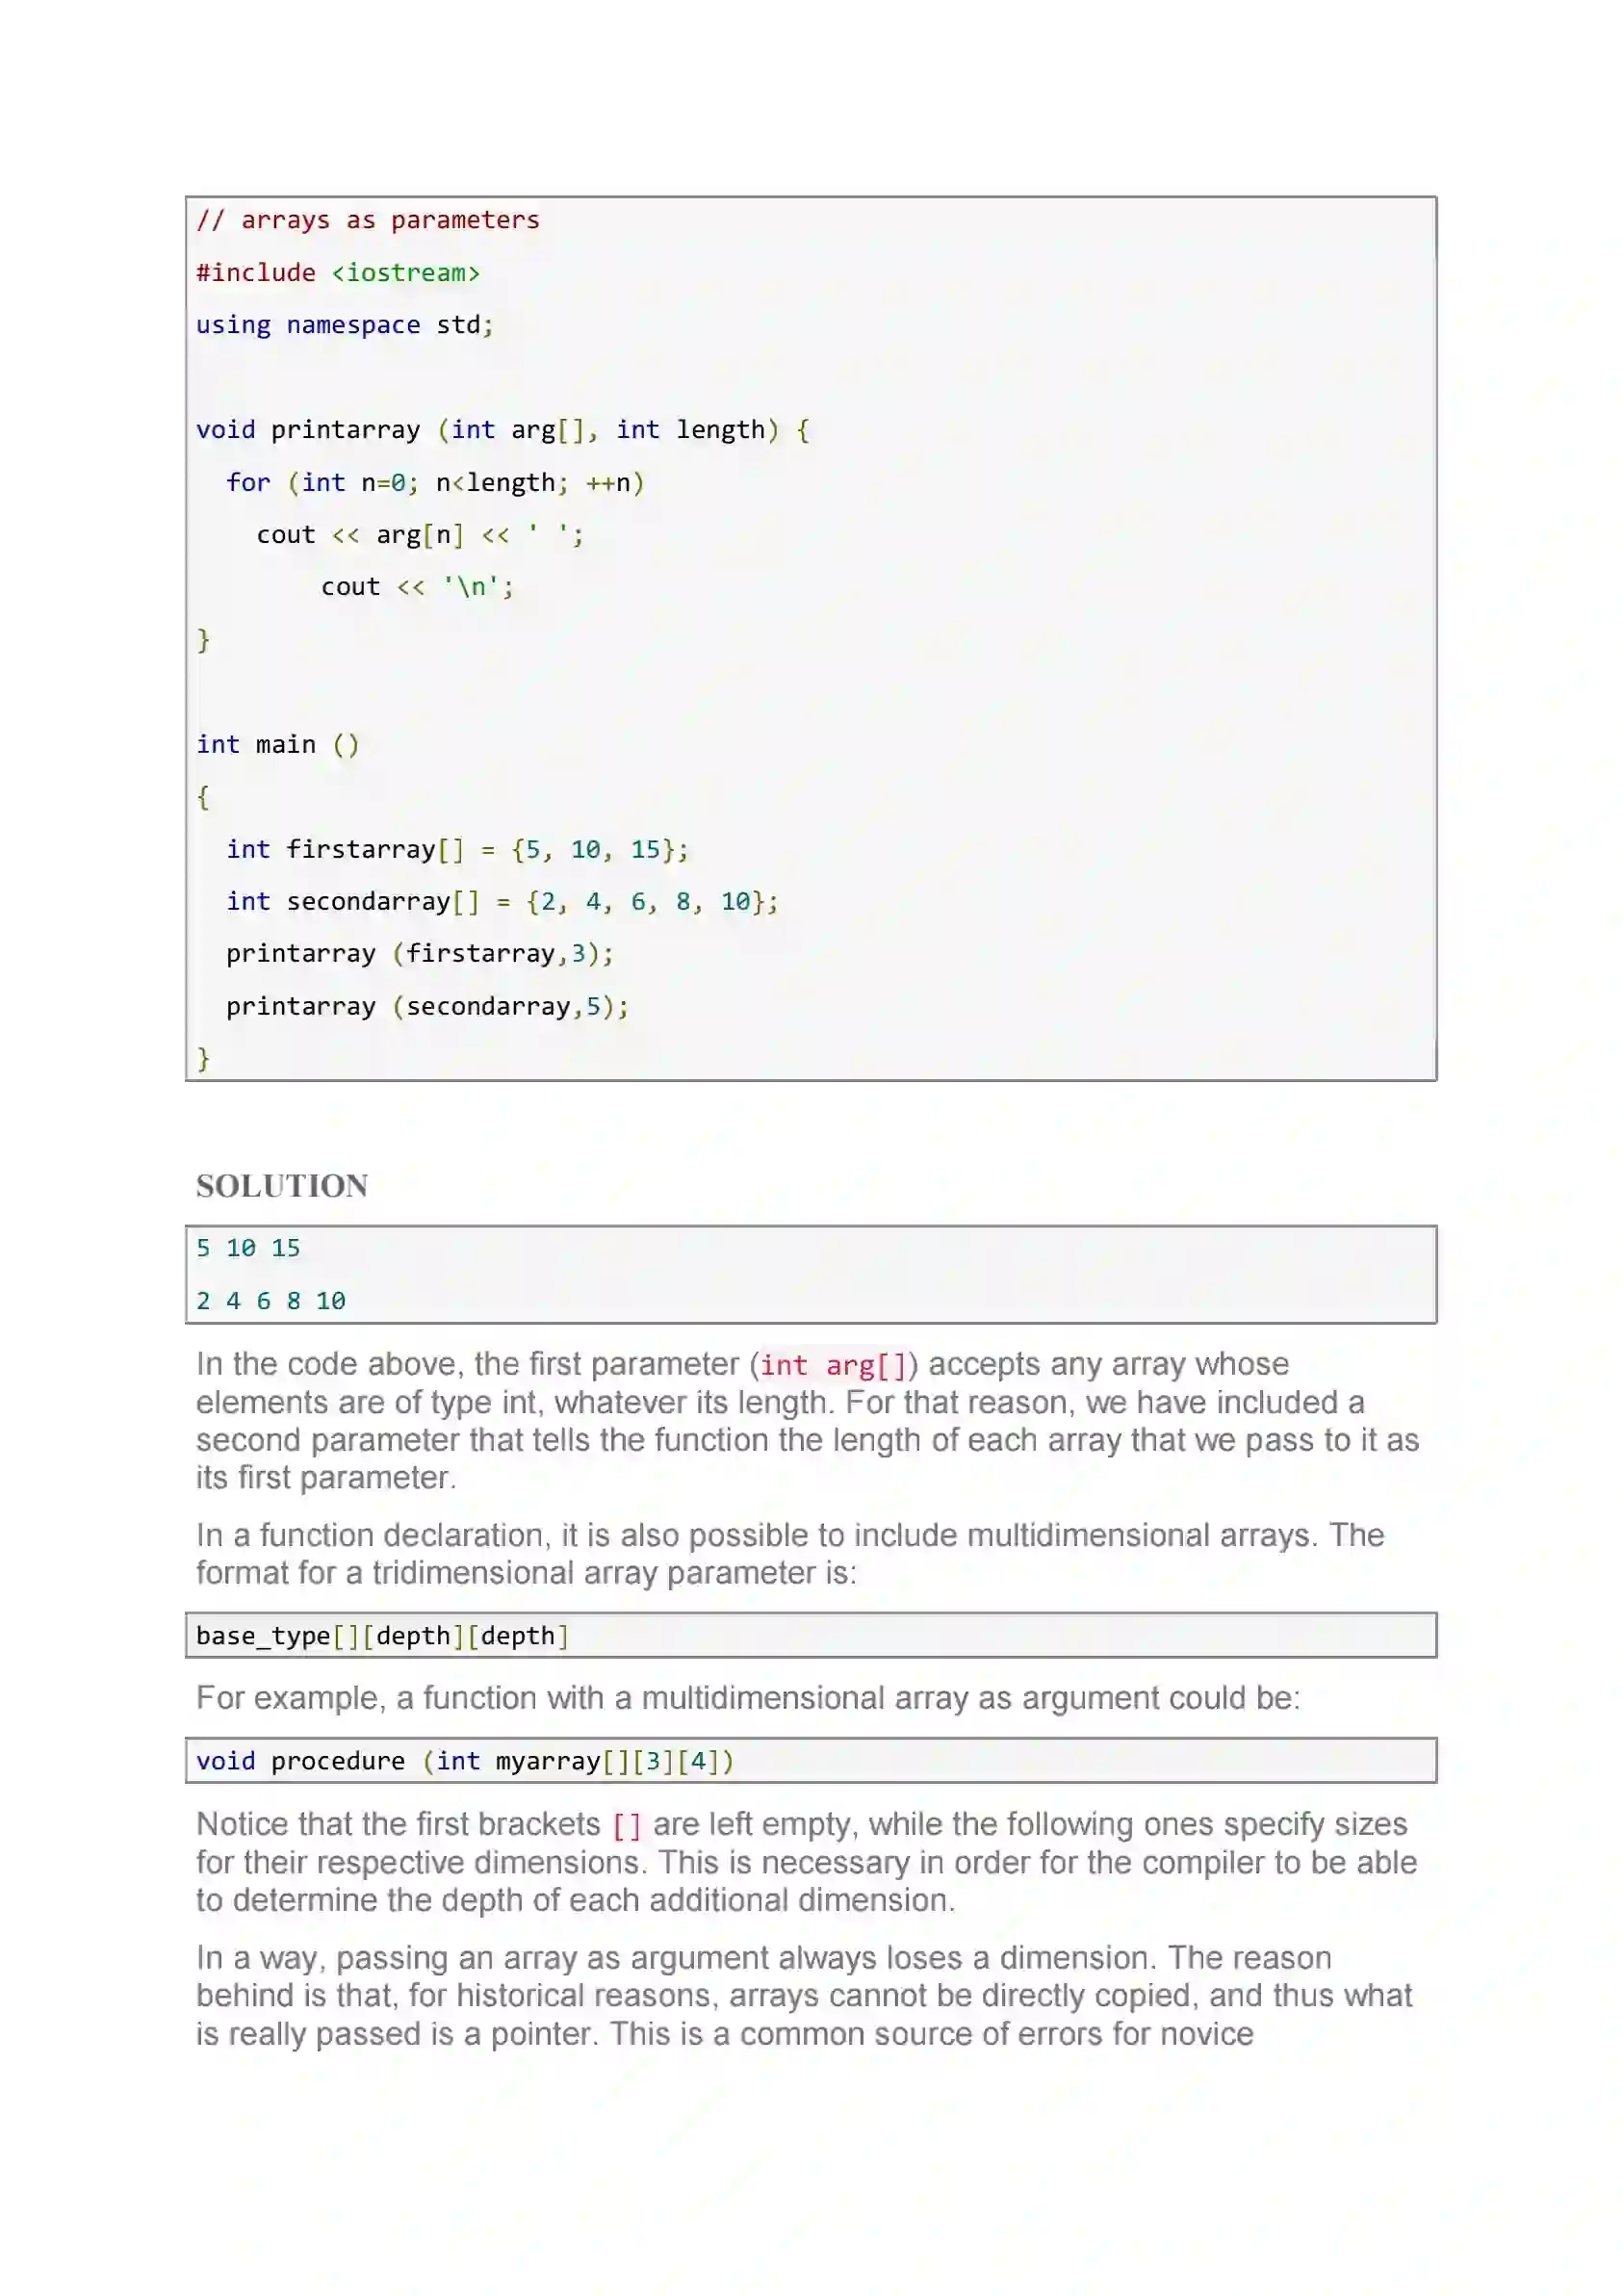 // arrays as parameters
#include <iostream>
using namespace std;
void printarray (int arg[], int length) {
for (int n=0; n<length; ++n)
cout << arg[n] << ' ';
cout << '\n';
}
int main ()
{
int firstarray[] = {5, 10, 15};
int secondarray[] = {2, 4, 6, 8, 10};
printarray (firstarray,3);
printarray (secondarray,5);
}
SOLUTION
5 10 15
2 4 6 8 10
In the code above, the first parameter (int arg[]) accepts any array whose
elements are of type int, whatever its length. For that reason, we have included a
second parameter that tells the function the length of each array that we pass to it as
its first parameter.
In a function declaration, it is also possible to include multidimensional arrays. The
format for a tridimensional array parameter is:
base_type[][depth][depth]
For example, a function with a multidimensional array as argument could be:
void procedure (int myarray[][3][4])
Notice that the first brackets [] are left empty, while the following ones specify sizes
for their respective dimensions. This is necessary in order for the compiler to be able
to determine the depth of each additional dimension.
In a way, passing an array as argument always loses a dimension. The reason
behind is that, for historical reasons, arrays cannot be directly copied, and thus what
is really passed is a pointer. This is a common source of errors for novice